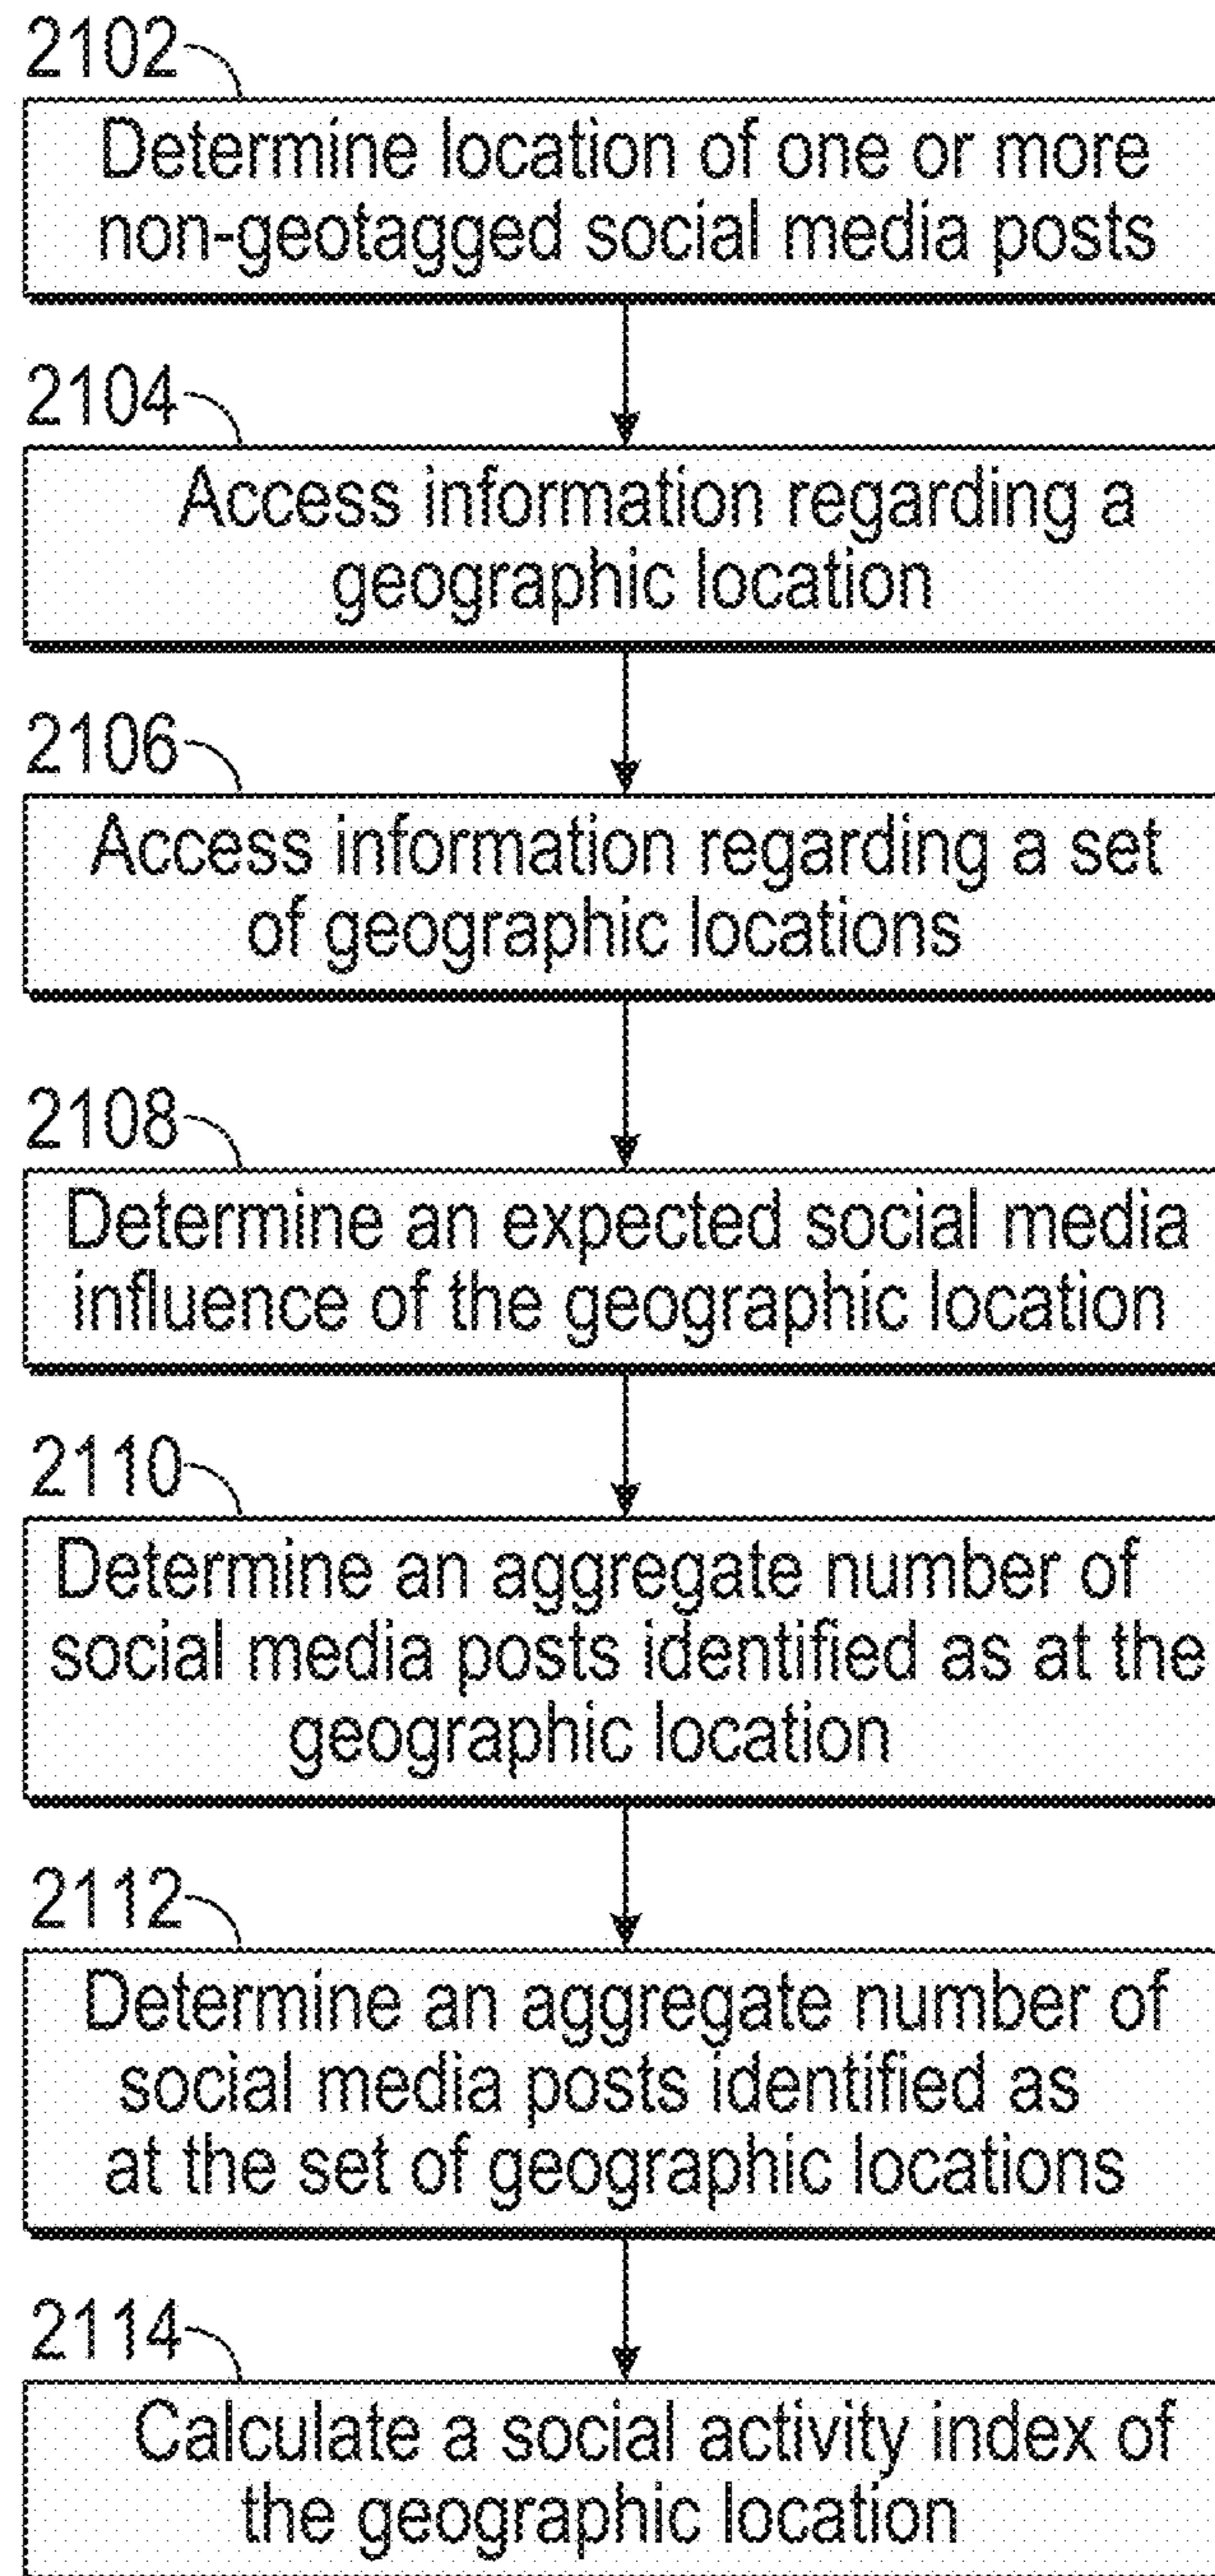 2102
Determine location of one or more
non-geotagged social media posts
2104
Access information regarding a
geographic location
2106
Access information regarding a set
of geographic locations
2108
Determine an expected social media
influence of the geographic location
2110
Determine an aggregate number of
social media posts identified as at the
geographic location
2112
Determine an aggregate number of
social media posts identified as
at the set of geographic locations
2114
Calculate a social activity index of
the geographic location